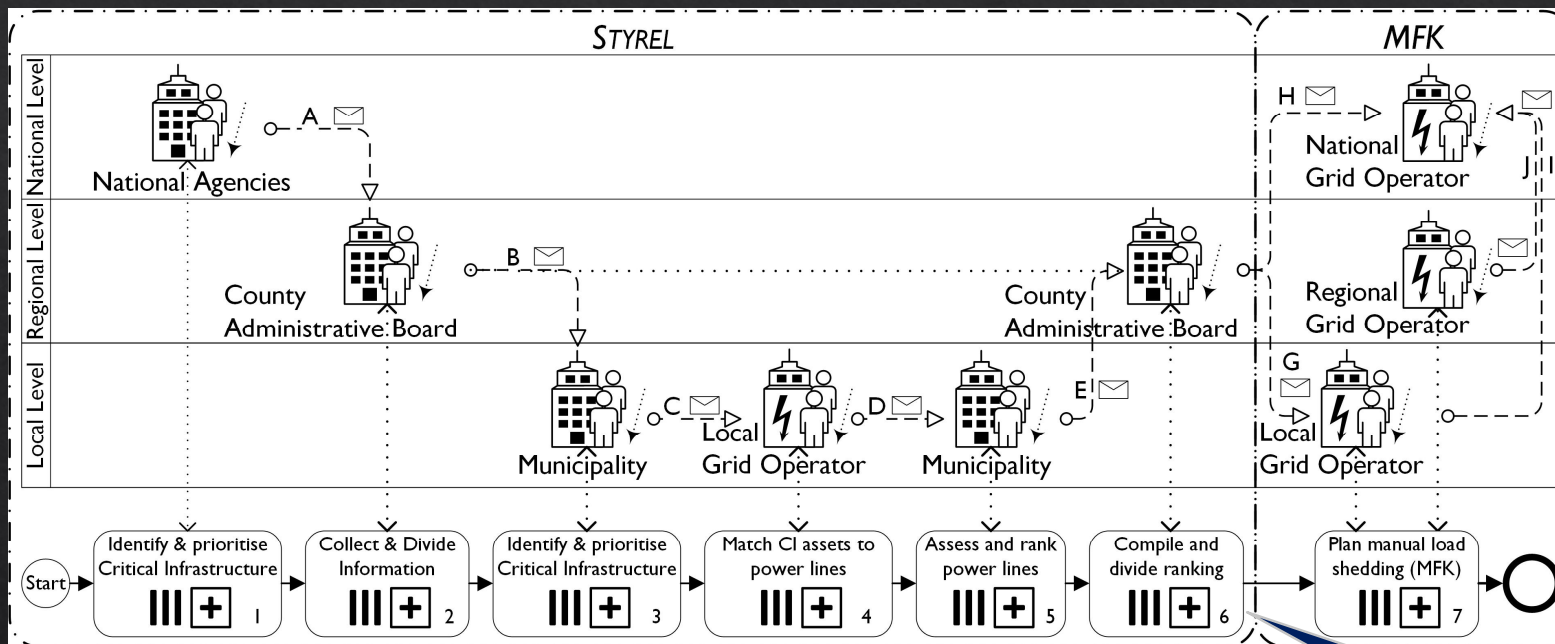 STYREL
MFK
National Level
A
National Agencies
H
National
Grid Operator
J
I
Regional Level
B
County
Administrative Board
County
Administrative Board
Regional
Grid Operator
Local Level
Municipality
C
Local
Grid Operator
D
Municipality
E
G
Local
Grid Operator
Start
Identify & prioritise
Critical Infrastructure
1
Collect & Divide
Information
2
Identify & prioritise
Critical Infrastructure
3
Match CI assets to
power lines
4
Assess and rank
power lines
5
Compile and
divide ranking
6
Plan manual load
shedding (MFK)
7